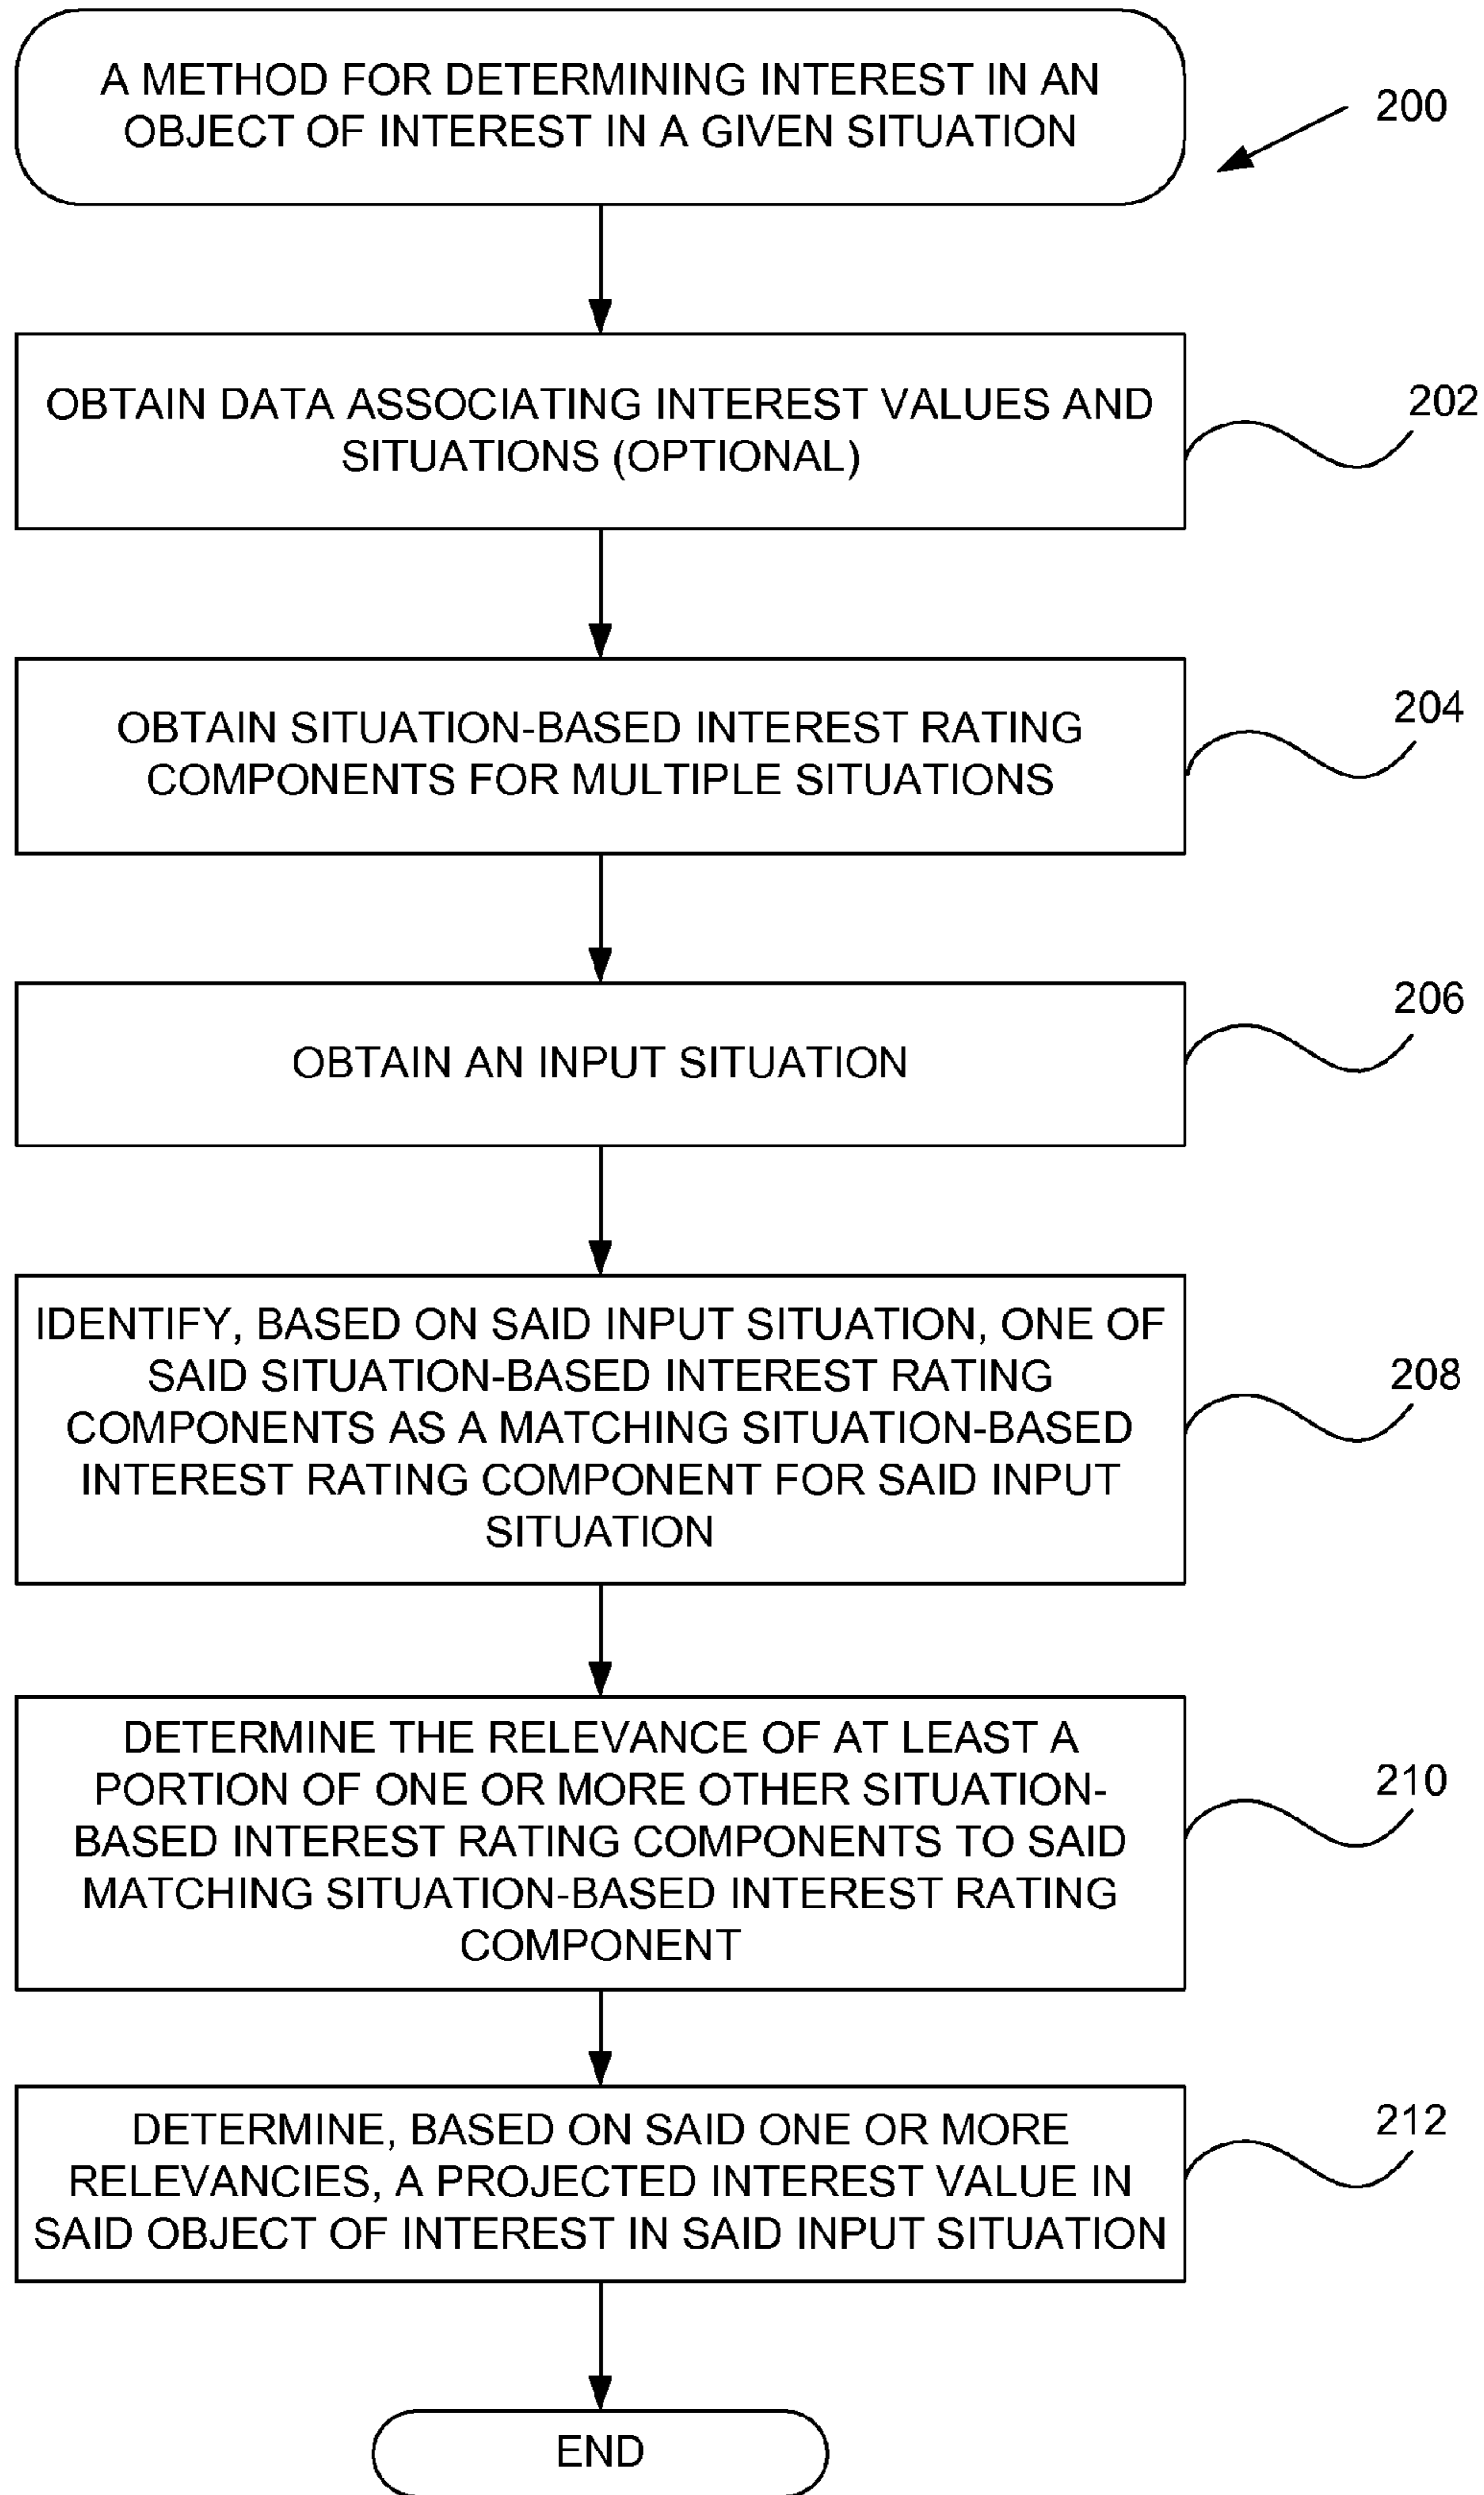 A METHOD FOR DETERMINING INTEREST IN AN
OBJECT OF INTEREST IN A GIVEN SITUATION
200
OBTAIN DATA ASSOCIATING INTEREST VALUES AND
SITUATIONS (OPTIONAL)
202
OBTAIN SITUATION-BASED INTEREST RATING
COMPONENTS FOR MULTIPLE SITUATIONS
204
OBTAIN AN INPUT SITUATION
206
IDENTIFY, BASED ON SAID INPUT SITUATION, ONE OF
SAID SITUATION-BASED INTEREST RATING
COMPONENTS AS A MATCHING SITUATION-BASED
INTEREST RATING COMPONENT FOR SAID INPUT
SITUATION
208
DETERMINE THE RELEVANCE OF AT LEAST A
PORTION OF ONE OR MORE OTHER SITUATION-
BASED INTEREST RATING COMPONENTS TO SAID
MATCHING SITUATION-BASED INTEREST RATING
COMPONENT
210
DETERMINE, BASED ON SAID ONE OR MORE
RELEVANCIES, A PROJECTED INTEREST VALUE IN
SAID OBJECT OF INTEREST IN SAID INPUT SITUATION
212
END